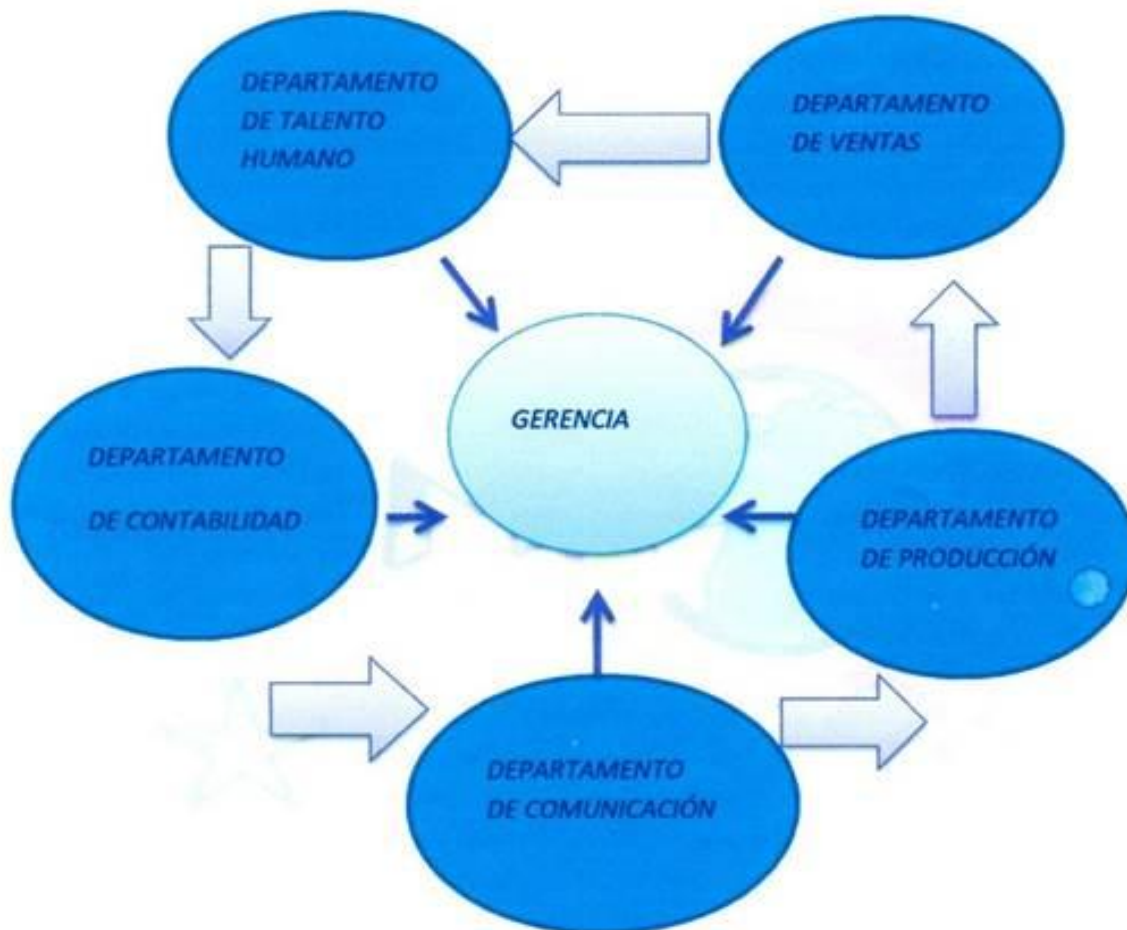 DEPARTAMENTO
DE TALENTO
HUMANO
DEPARTAMENTO
DE VENTAS
GERENCIA
DEPARTAMENTO
DE CONTABILIDAD
DEPARTAMENTO
DE PRODUCCIÓN
DEPARTAMENTO
DE COMUNICACIÓN